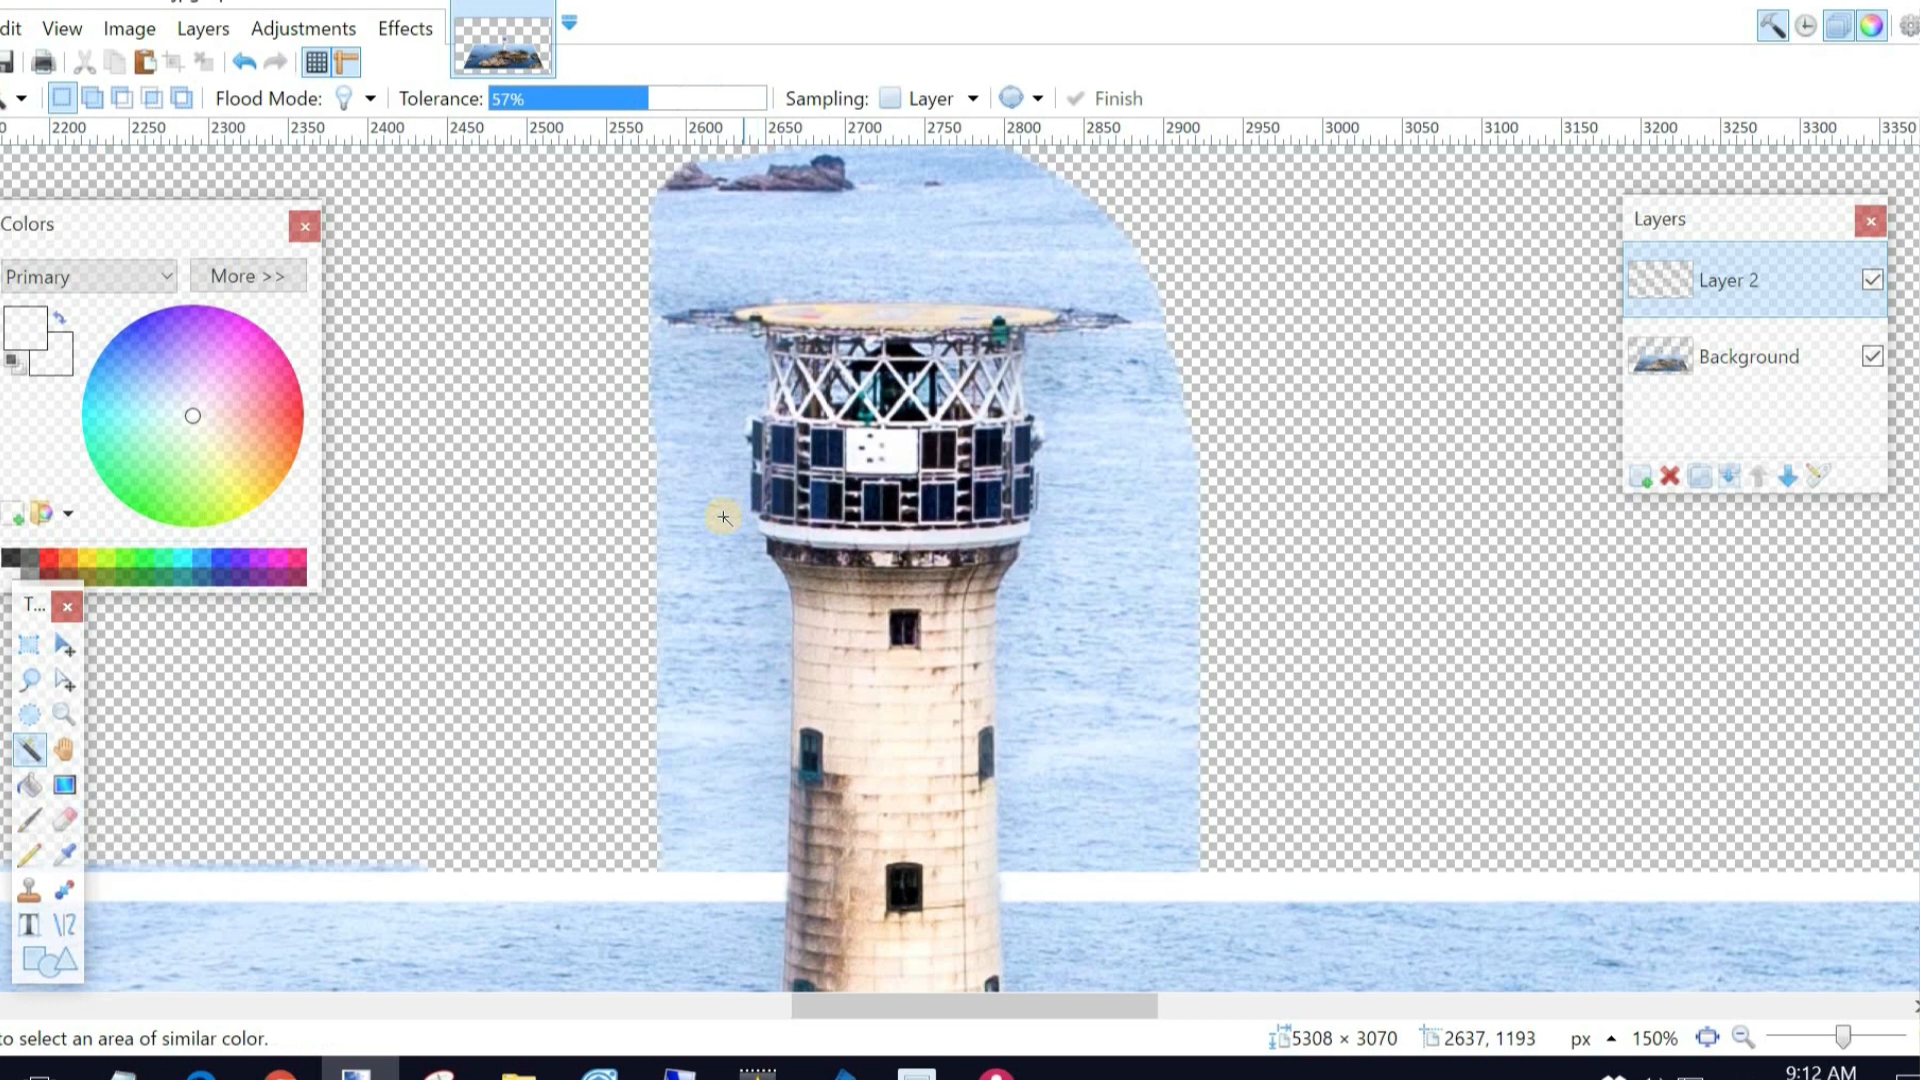 dit View Image Layers Adjustments Effects
Flood Mode: Tolerance: 57% Sampling: Layer Finish
0 2200 2250 2300 2350 2400 2450 2500 2550 2600 2650 2700 2750 2800 2850 2900 2950 3000 3050 3100 3150 3200 3250 3300 3350
Colors
Primary More >>
T...
Layers
Layer 2
Background
to select an area of similar color.
5308 × 3070 2637, 1193 px 150%
9:12 AM